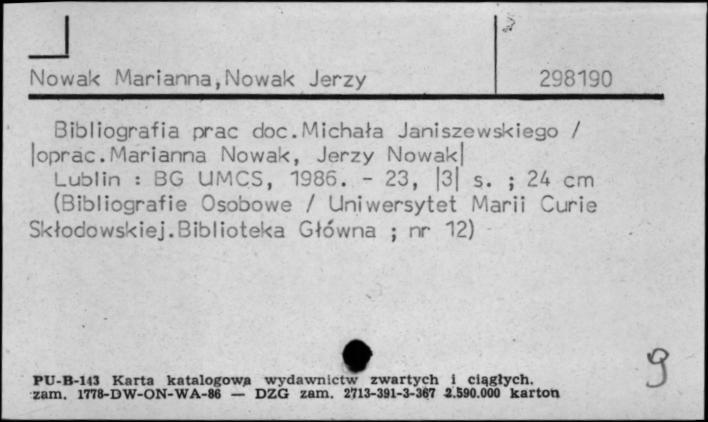 Nowak Marianna, Nowak Jerzy 298190
Bibliografia prac doc. Michała Janiszewskiego /
|oprac. Marianna Nowak, Jerzy Nowak|
Lublin : BG UMCS, 1986. - 23, |3| s. ; 24 cm
(Bibliografie Osobowe / Uniwersytet Marii Curie
Skłodowskiej. Biblioteka Główna ; nr 12)
9
PU-B-143 Karta katalogowa wydawnictw zwartych i ciągłych.
zam. 1778-DW-ON-WA-86 — DZG zam. 2713-391-3-367 2.590.000 karton